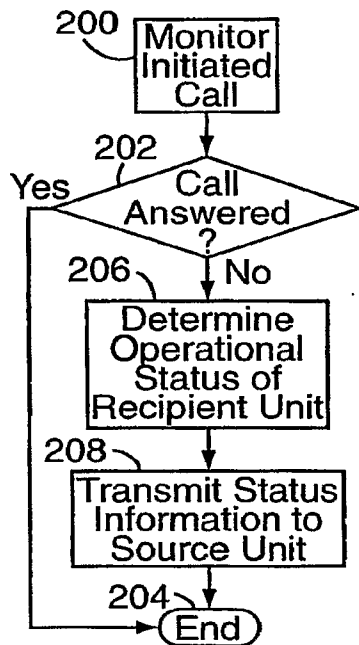 200
Monitor
Initiated
Call
202
Yes
Call
Answered
?
No
206
Determine
Operational
Status of
Recipient Unit
208
Transmit Status
Information to
Source Unit
204
End